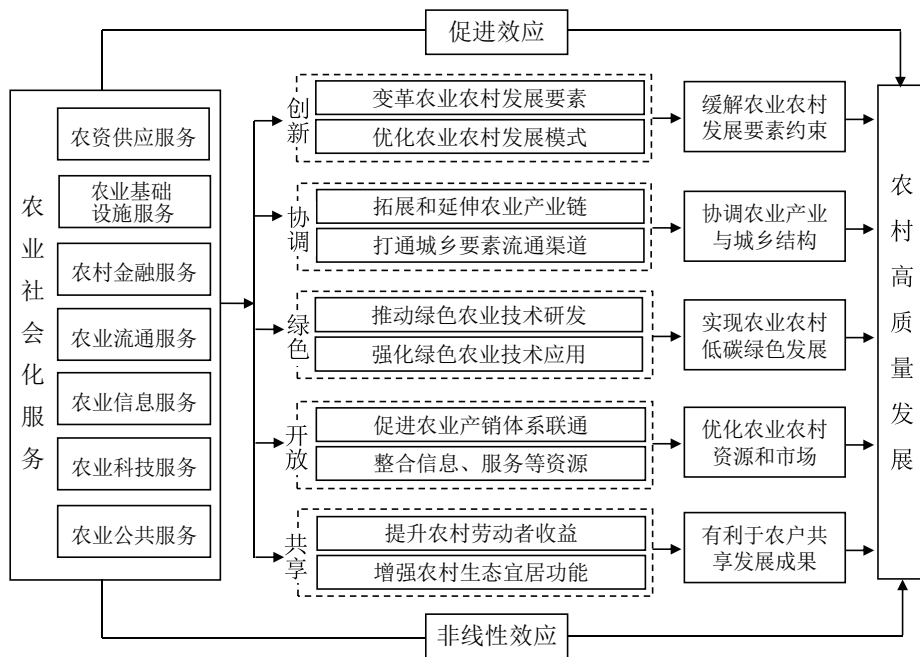 促进效应
农业社会化服务
农资供应服务
农业基础
设施服务
农村金融服务
农业流通服务
农业信息服务
农业科技服务
农业公共服务
创新
变革农业农村发展要素
优化农业农村发展模式
缓解农业农村
发展要素约束
协调
拓展和延伸农业产业链
打通城乡要素流通渠道
协调农业产业
与城乡结构
绿色
推动绿色农业技术研发
强化绿色农业技术应用
实现农业农村
低碳绿色发展
开放
促进农业产销体系联通
整合信息、服务等资源
优化农业农村
资源和市场
共享
提升农村劳动者收益
增强农村生态宜居功能
有利于农户共
享发展成果
农村高质量发展
非线性效应